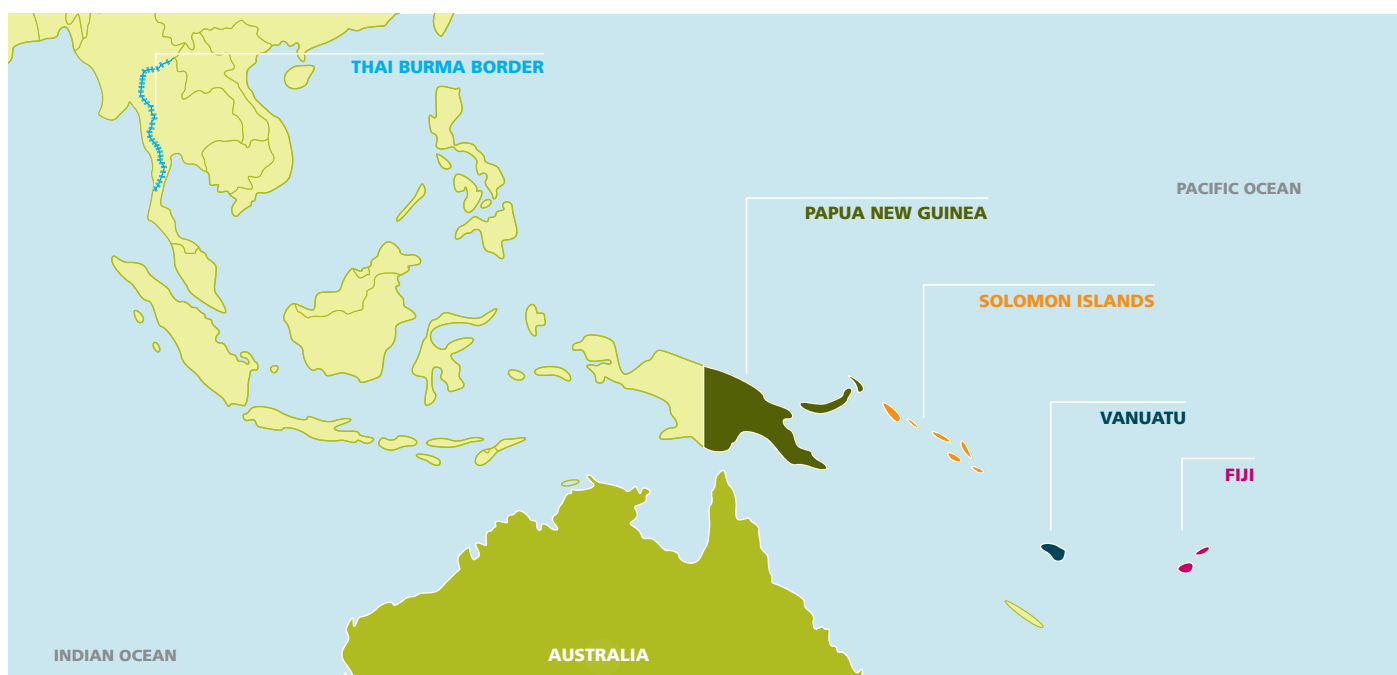 THAI BURMA BORDER
PACIFIC OCEAN
PAPUA NEW GUINEA
SOLOMON ISLANDS
VANUATU
FIJI
INDIAN OCEAN
AUSTRALIA